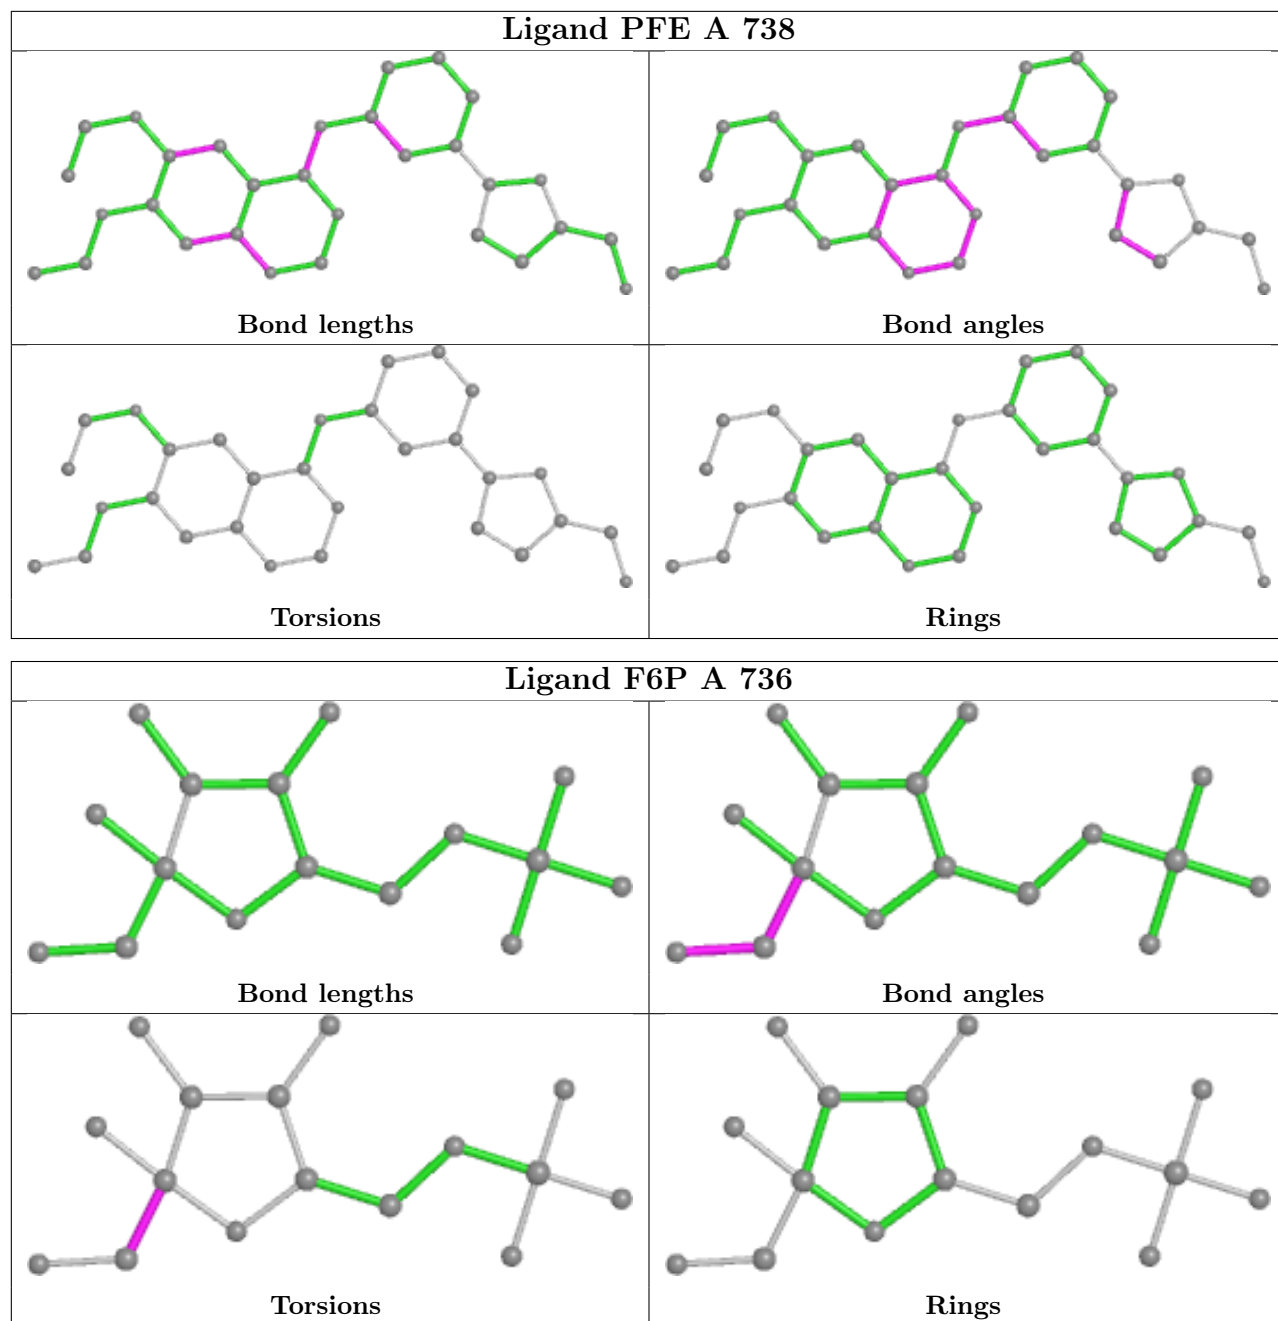 Ligand PFE A 738
Bond lengths
Bond angles
Torsions
Rings
Ligand F6P A 736
Bond lengths
Bond angles
Torsions
Rings